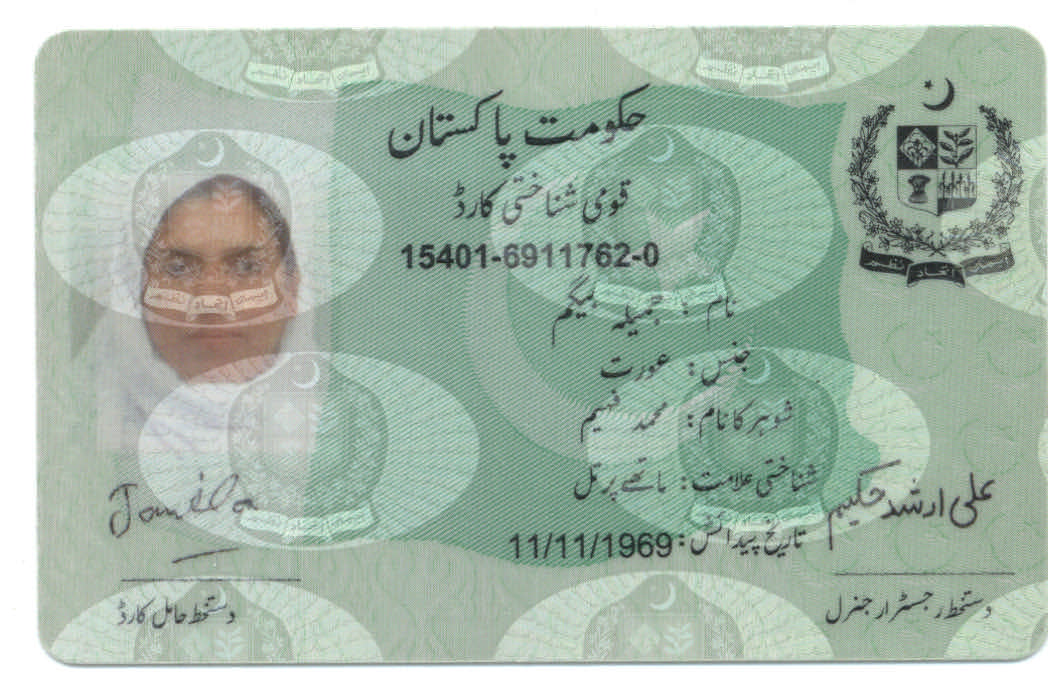 حکومت پاکستان
قومی شناختی کارڈ
15401-6911762-0
نام: جمیلہ بیگم
جنس: عورت
شوہر کا نام: محمد فہیم
شناختی علامت: ماتھے پر تل
تاریخ پیدائش: 11/11/1969
Jamila
علی ارشد حکیم
دستخط حامل کارڈ
دستخط رجسٹرار جنرل